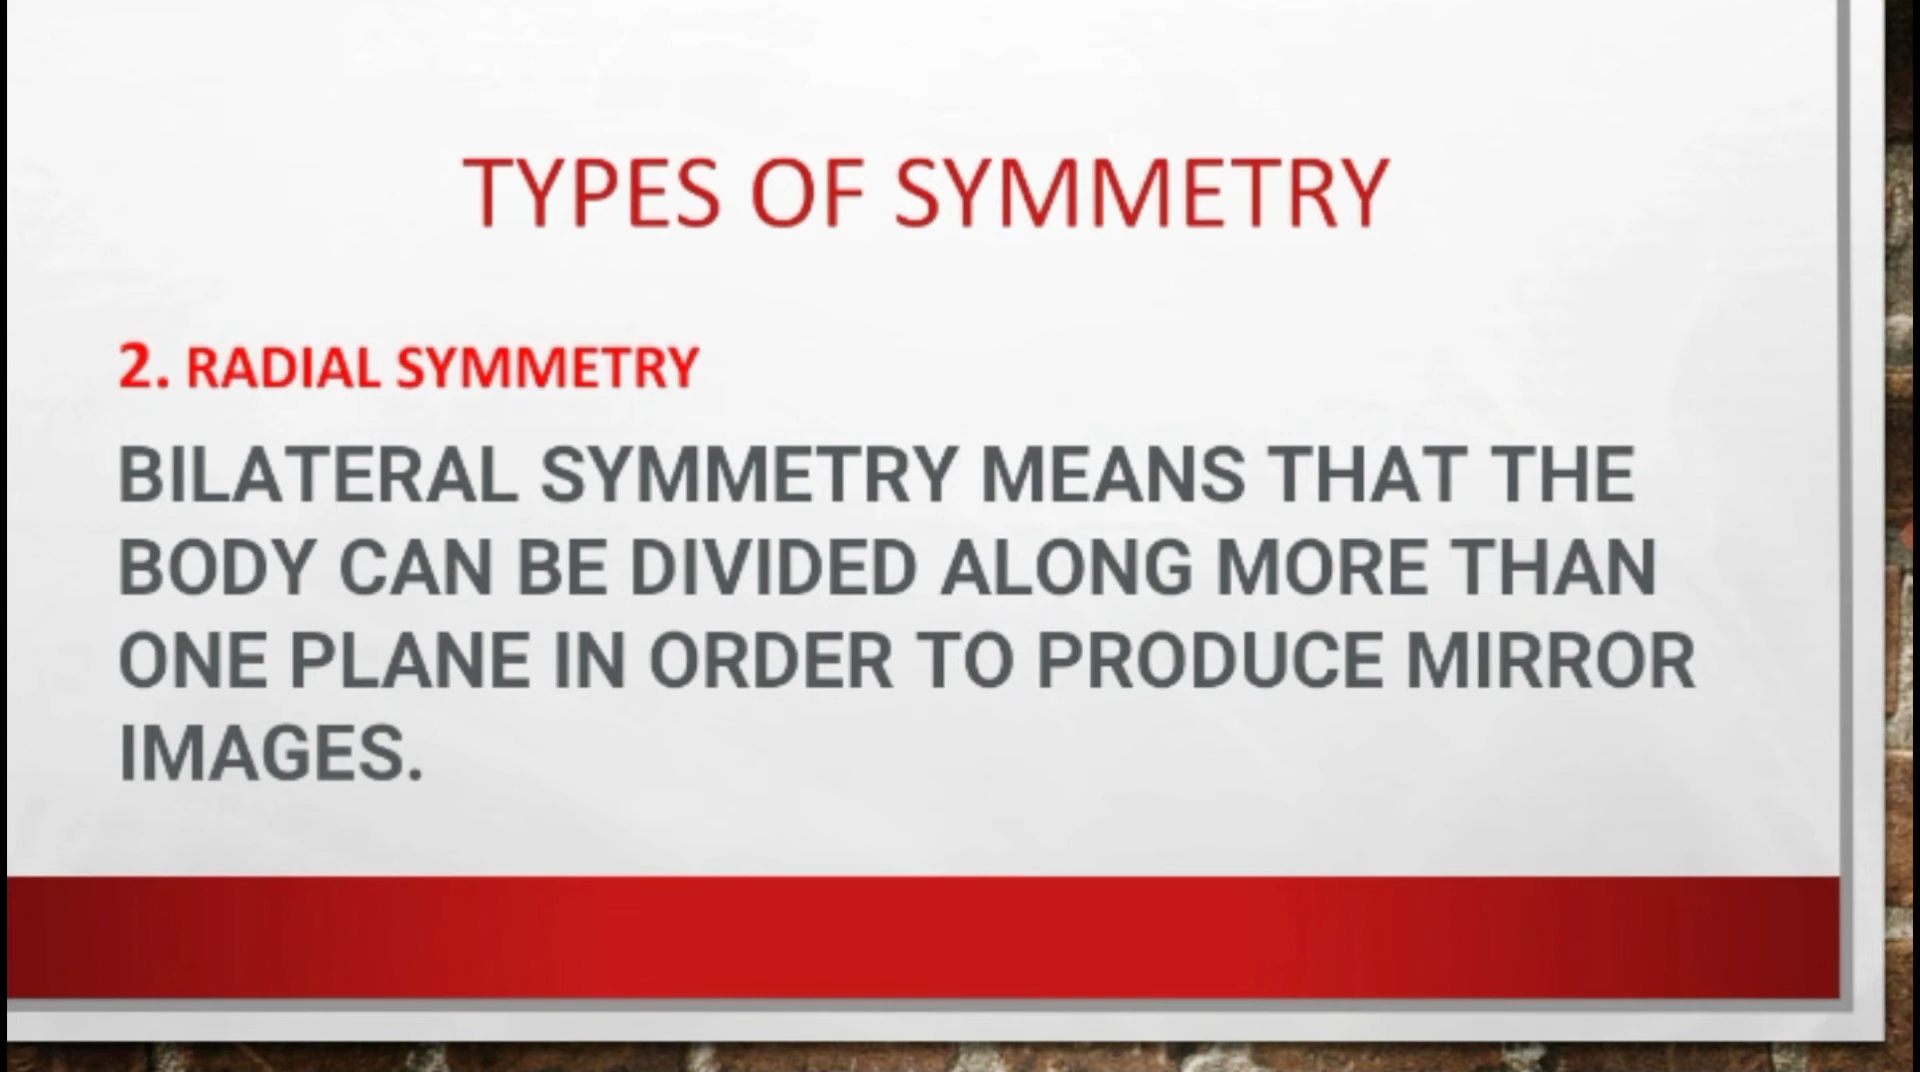 TYPES OF SYMMETRY
2. RADIAL SYMMETRY
BILATERAL SYMMETRY MEANS THAT THE
BODY CAN BE DIVIDED ALONG MORE THAN
ONE PLANE IN ORDER TO PRODUCE MIRROR
IMAGES.